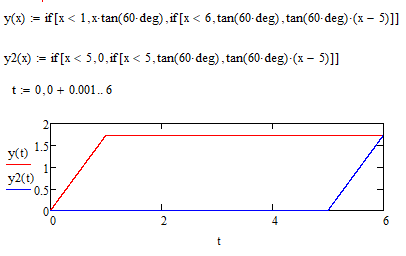 y(x) := if[x < 1,x·tan(60·deg),if[x < 6,tan(60·deg),tan(60·deg)·(x − 5)]]
y2(x) := if[x < 5,0,if[x < 5,tan(60·deg),tan(60·deg)·(x − 5)]]
t := 0,0 + 0.001.. 6
2
1.5
1
0.5
0
y(t)
y2(t)
0 2 4 6
t